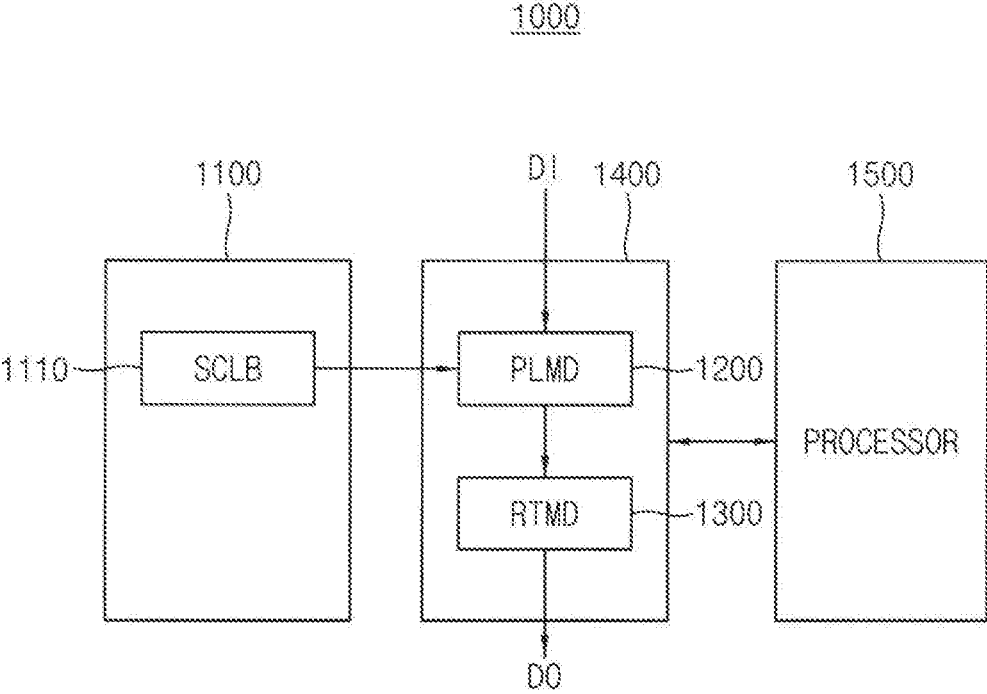 1000
1100
DI
1400
1500
1110
SCLB
PLMD
1200
PROCESSOR
RTMD
1300
DO